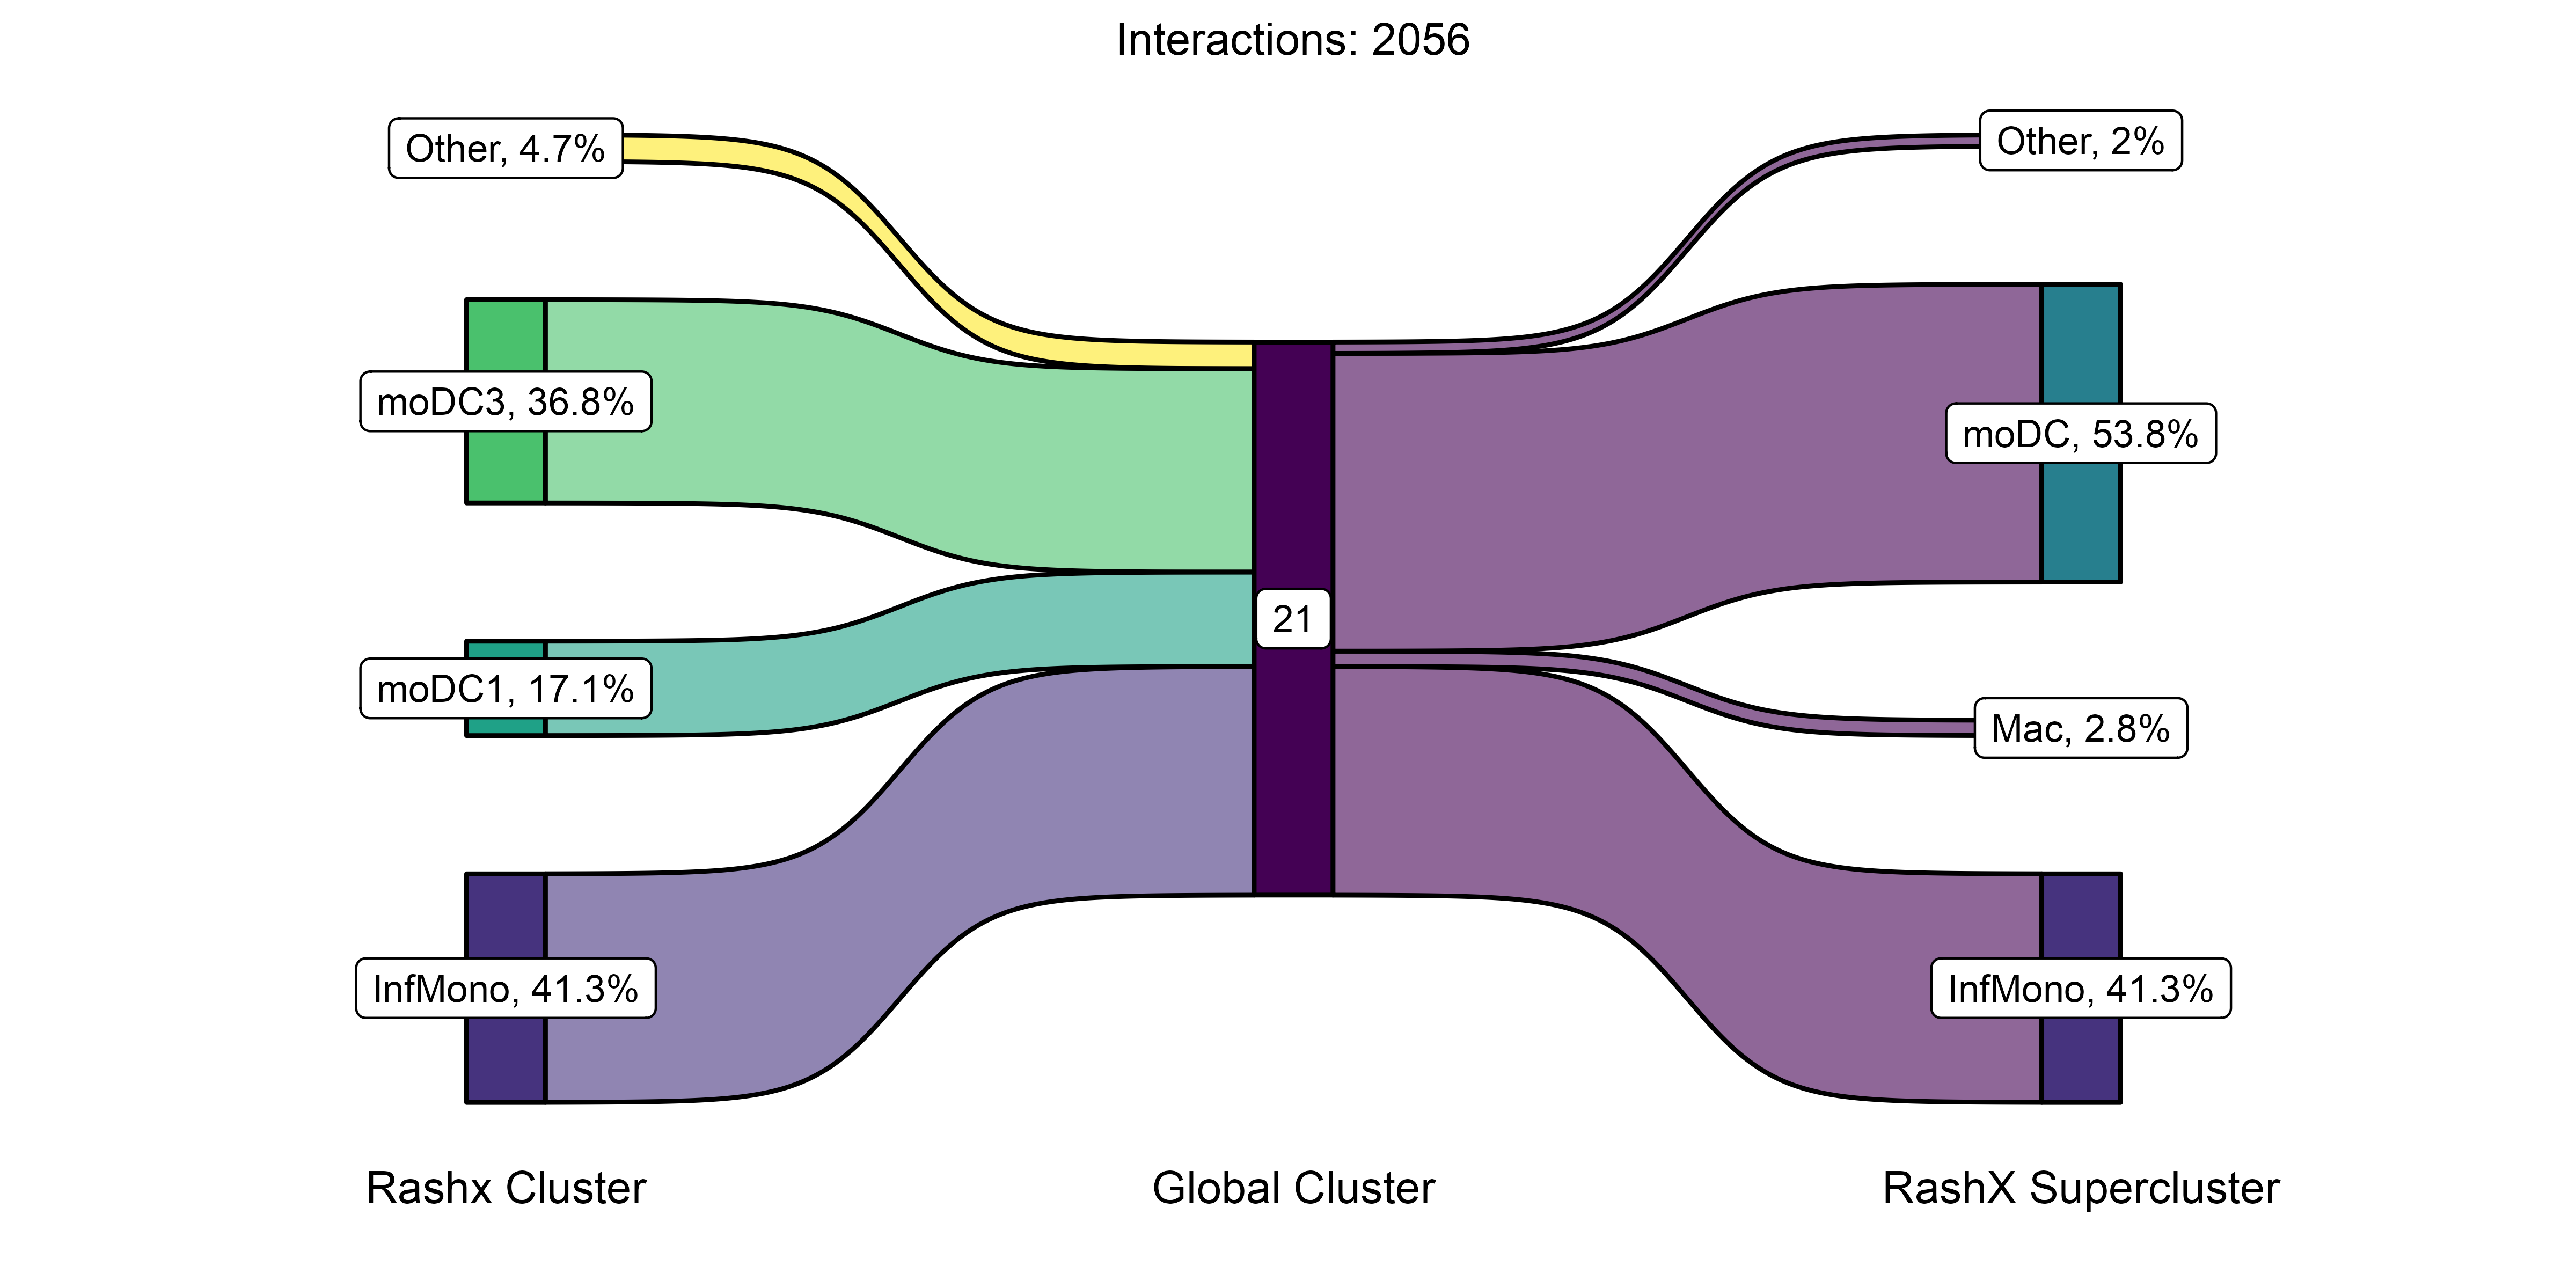 Interactions: 2056
Other, 4.7%
Other, 2%
moDC3, 36.8%
moDC, 53.8%
21
moDC1, 17.1%
Mac, 2.8%
InfMono, 41.3%
InfMono, 41.3%
Rashx Cluster
Global Cluster
RashX Supercluster